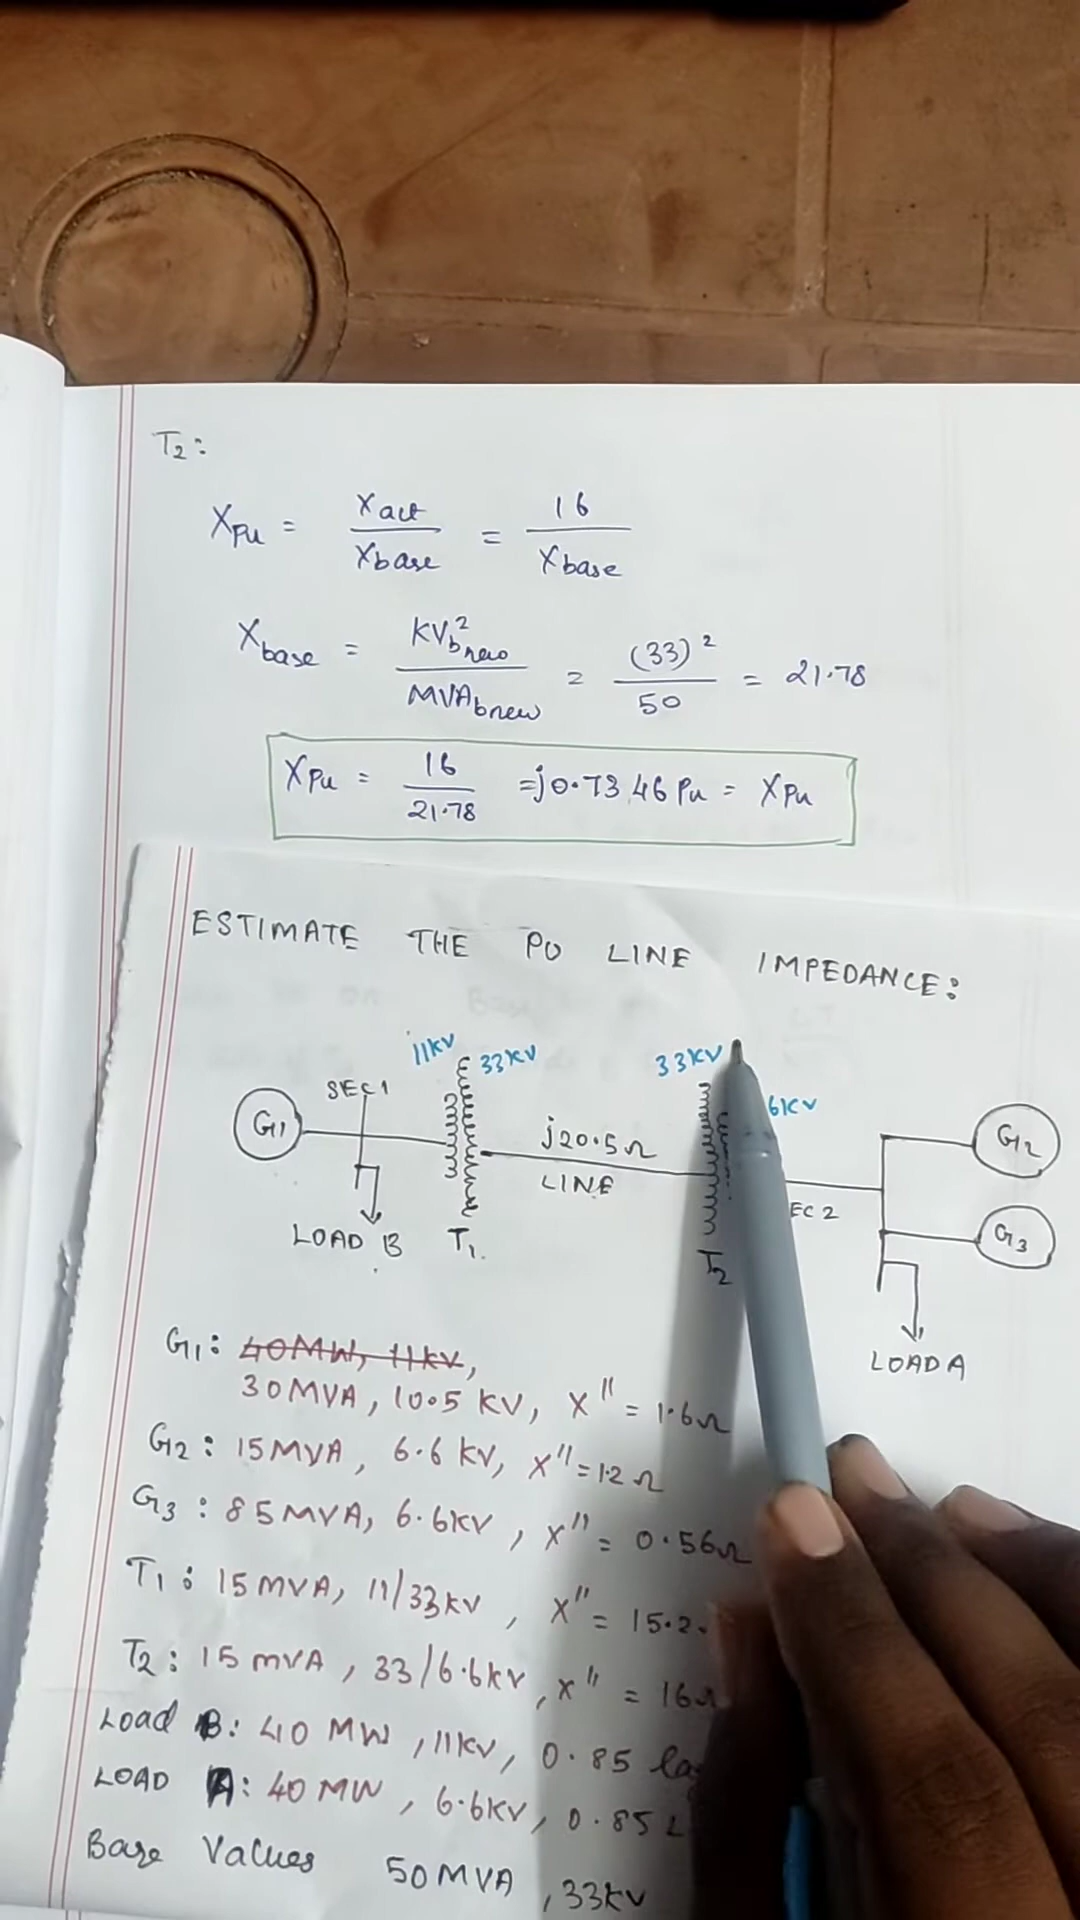 T2:
Xpu = Xact / Xbase = 16 / Xbase
Xbase = KVbnew² / MVAbnew = (33)² / 50 = 21.78
Xpu = 16 / 21.78 = j0.7346 Pu = Xpu
ESTIMATE THE PU LINE IMPEDANCE:
11KV 33KV 33KV 6KV
SEC1
G1 j20.5Ω G2
LINE EC 2
LOAD B T1 T2 G3
LOAD A
G1: 40MW, 11KV,
30MVA, 10.5 KV, X" = 1.6Ω
G2: 15MVA, 6.6 KV, X" = 1.2 Ω
G3: 85MVA, 6.6KV, X" = 0.56Ω
T1: 15MVA, 11/33KV, X" = 15.2
T2: 15MVA, 33/6.6KV, X" = 16Ω
Load B: 40 MW, 11KV, 0.85 la
LOAD A: 40 MW, 6.6KV, 0.85 L
Base Values 50MVA, 33KV